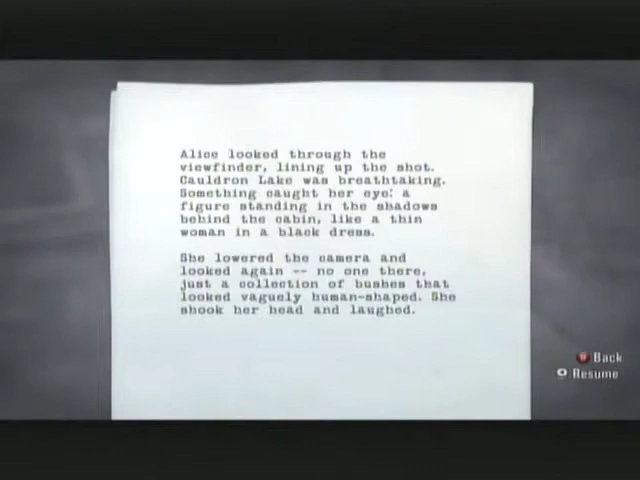 Alice looked through the
viewfinder, lining up the shot.
Cauldron Lake was breathtaking.
Something caught her eye: a
figure standing in the shadows
behind the cabin, like a thin
woman in a black dress.
She lowered the camera and
looked again -- no one there,
just a collection of bushes that
looked vaguely human-shaped. She
shook her head and laughed.
Back
Resume